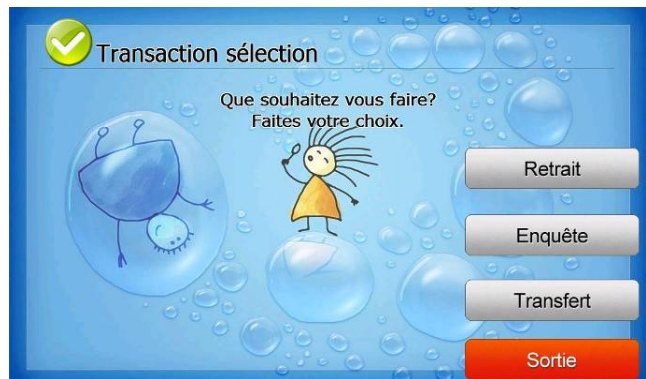 Transaction sélection
Que souhaitez vous faire?
Faites votre choix.
Retrait
Enquête
Transfert
Sortie